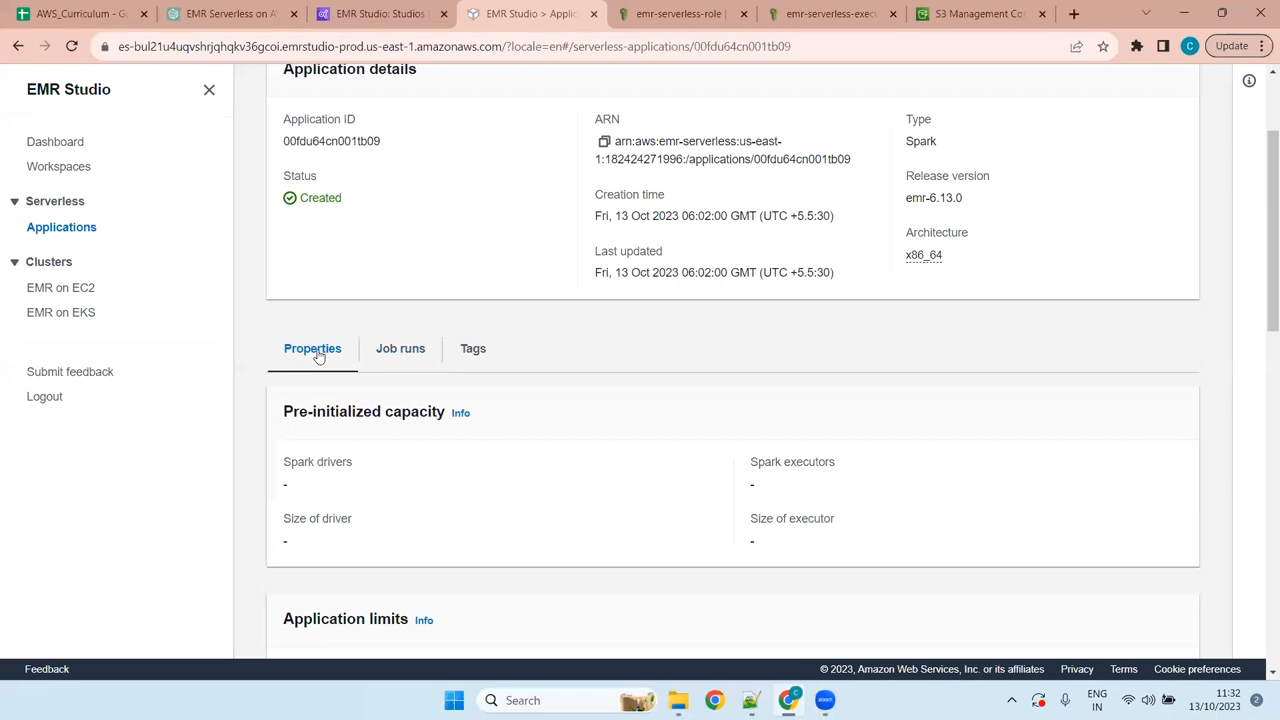 AWS_Curriculum - G
EMR Serverless on A
EMR Studio: Studios
EMR Studio > Applic
emr-serverless-role
emr-serverless-exec
S3 Management Co
es-bul21u4uqvshrjqhqkv36gcoi.emrstudio-prod.us-east-1.amazonaws.com/?locale=en#/serverless-applications/00fdu64cn001tb09
C
Update
EMR Studio
Dashboard
Workspaces
Serverless
Applications
Clusters
EMR on EC2
EMR on EKS
Submit feedback
Logout
Application details
Application ID
00fdu64cn001tb09
Status
Created
ARN
arn:aws:emr-serverless:us-east-
1:182424271996:/applications/00fdu64cn001tb09
Creation time
Fri, 13 Oct 2023 06:02:00 GMT (UTC +5.5:30)
Last updated
Fri, 13 Oct 2023 06:02:00 GMT (UTC +5.5:30)
Type
Spark
Release version
emr-6.13.0
Architecture
x86_64
Properties
Job runs
Tags
Pre-initialized capacity Info
Spark drivers
-
Size of driver
-
Spark executors
-
Size of executor
-
Application limits Info
Feedback
© 2023, Amazon Web Services, Inc. or its affiliates Privacy Terms Cookie preferences
Search
C
zoom
ENG
IN
11:32
13/10/2023
2